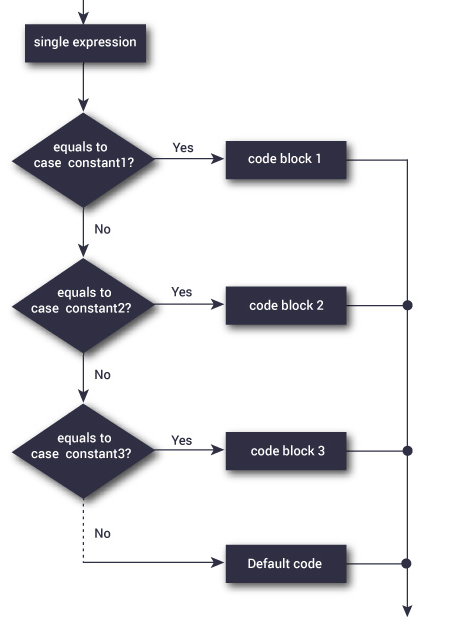 single expression
equals to
case constant1?
Yes
code block 1
No
equals to
case constant2?
Yes
code block 2
No
equals to
case constant3?
Yes
code block 3
No
Default code